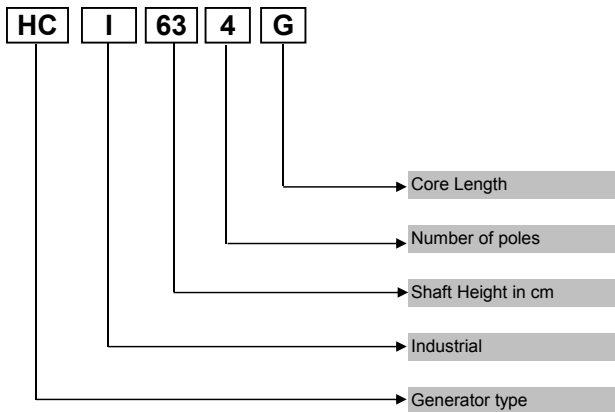 HC I 63 4 G
Core Length
Number of poles
Shaft Height in cm
Industrial
Generator type